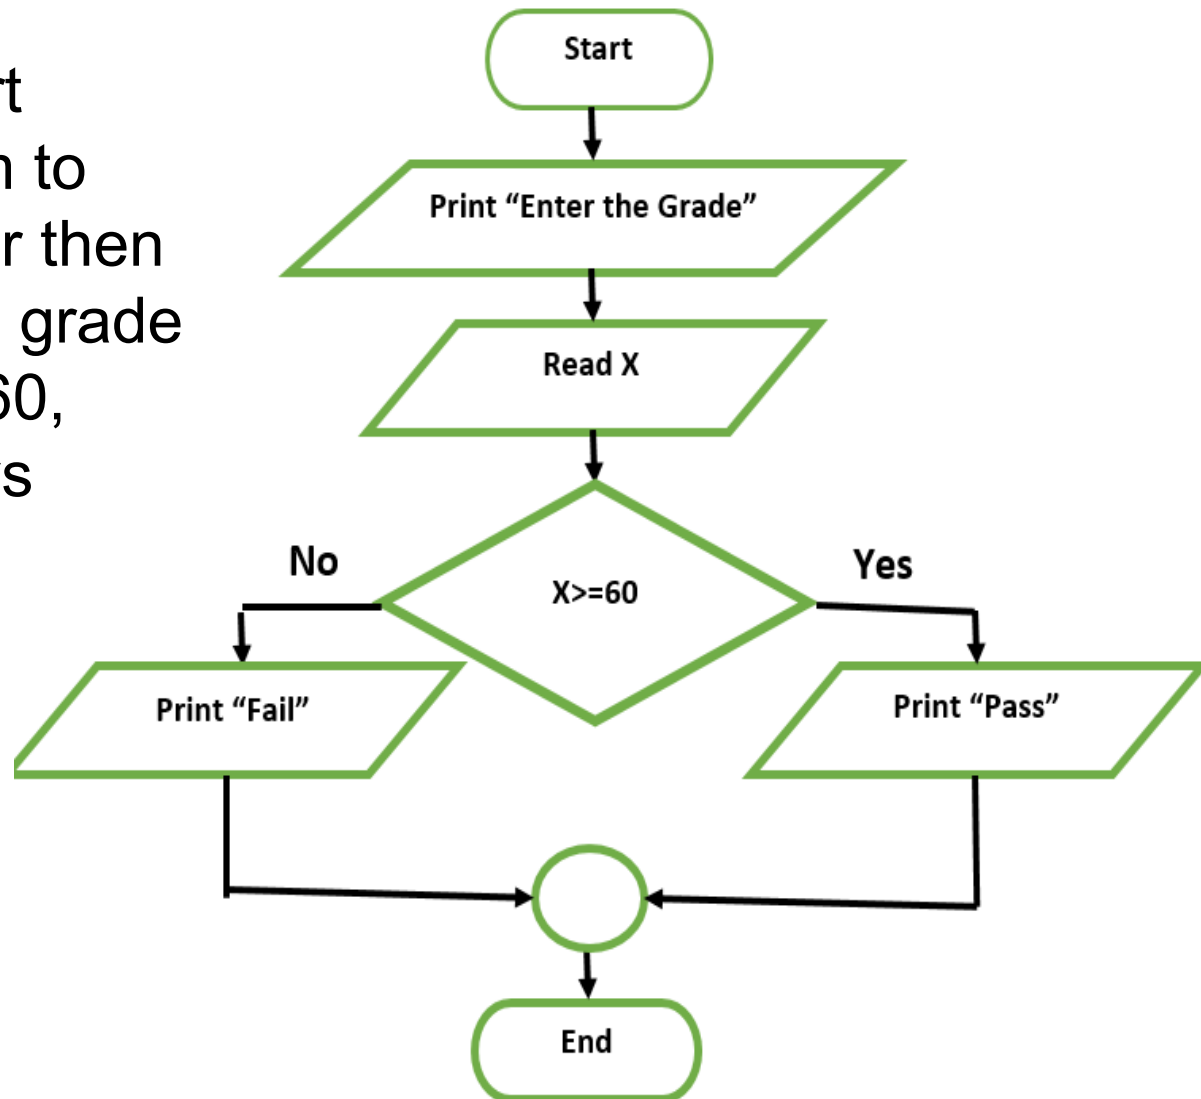 rt
n to
r then
grade
60,
s
Start
Print “Enter the Grade”
Read X
X>=60
No
Yes
Print “Fail”
Print “Pass”
End